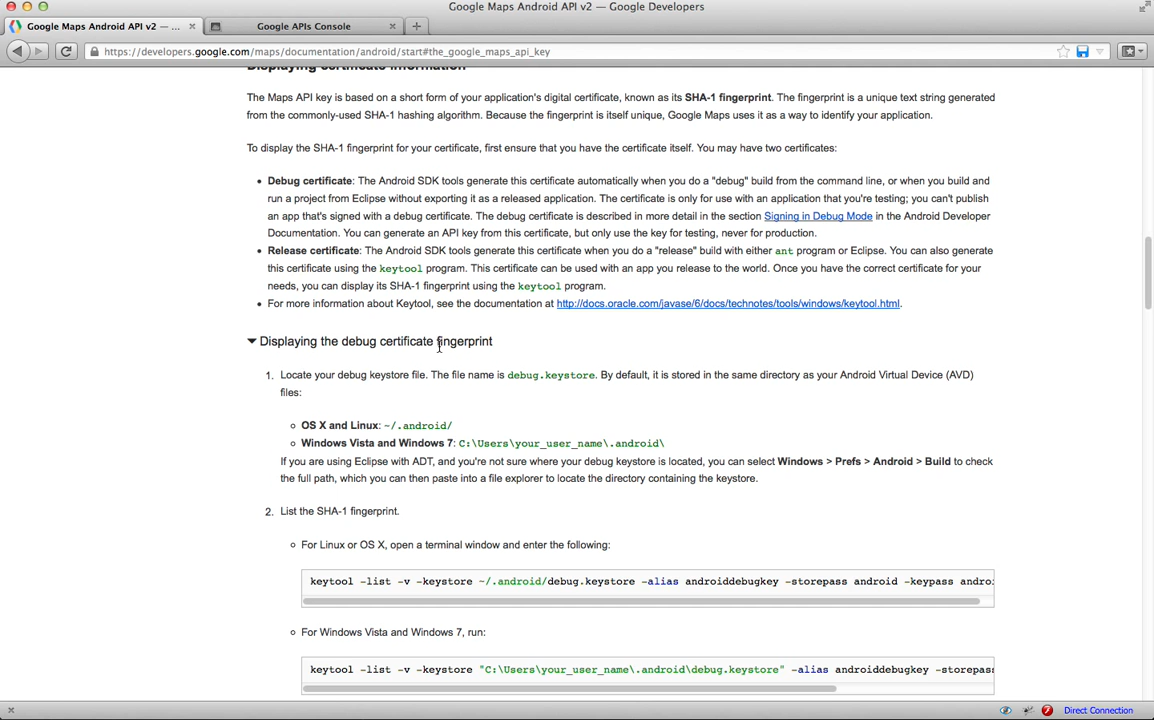 Google Maps Android API v2 — Google Developers
Google Maps Android API v2 — ...
Google APIs Console
https://developers.google.com/maps/documentation/android/start#the_google_maps_api_key
Displaying certificate information
The Maps API key is based on a short form of your application's digital certificate, known as its SHA-1 fingerprint. The fingerprint is a unique text string generated
from the commonly-used SHA-1 hashing algorithm. Because the fingerprint is itself unique, Google Maps uses it as a way to identify your application.
To display the SHA-1 fingerprint for your certificate, first ensure that you have the certificate itself. You may have two certificates:
• Debug certificate: The Android SDK tools generate this certificate automatically when you do a "debug" build from the command line, or when you build and
run a project from Eclipse without exporting it as a released application. The certificate is only for use with an application that you're testing; you can't publish
an app that's signed with a debug certificate. The debug certificate is described in more detail in the section Signing in Debug Mode in the Android Developer
Documentation. You can generate an API key from this certificate, but only use the key for testing, never for production.
• Release certificate: The Android SDK tools generate this certificate when you do a "release" build with either ant program or Eclipse. You can also generate
this certificate using the keytool program. This certificate can be used with an app you release to the world. Once you have the correct certificate for your
needs, you can display its SHA-1 fingerprint using the keytool program.
• For more information about Keytool, see the documentation at http://docs.oracle.com/javase/6/docs/technotes/tools/windows/keytool.html.
Displaying the debug certificate fingerprint
1. Locate your debug keystore file. The file name is debug.keystore. By default, it is stored in the same directory as your Android Virtual Device (AVD)
files:
OS X and Linux: ~/.android/
Windows Vista and Windows 7: C:\Users\your_user_name\.android\
If you are using Eclipse with ADT, and you're not sure where your debug keystore is located, you can select Windows > Prefs > Android > Build to check
the full path, which you can then paste into a file explorer to locate the directory containing the keystore.
2. List the SHA-1 fingerprint.
For Linux or OS X, open a terminal window and enter the following:
keytool -list -v -keystore ~/.android/debug.keystore -alias androiddebugkey -storepass android -keypass andro
For Windows Vista and Windows 7, run:
keytool -list -v -keystore "C:\Users\your_user_name\.android\debug.keystore" -alias androiddebugkey -storepass
Direct Connection